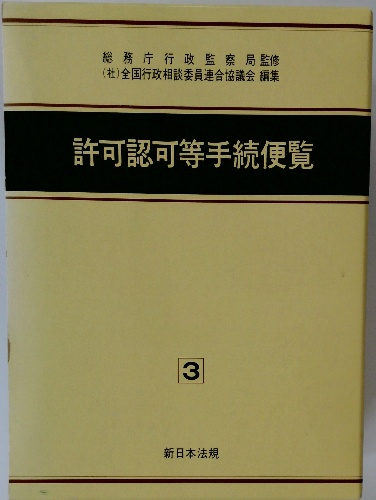 総務庁行政監察局監修
(社)全国行政相談委員連合協議会 編集
許可認可等手続便覧
3
新日本法規